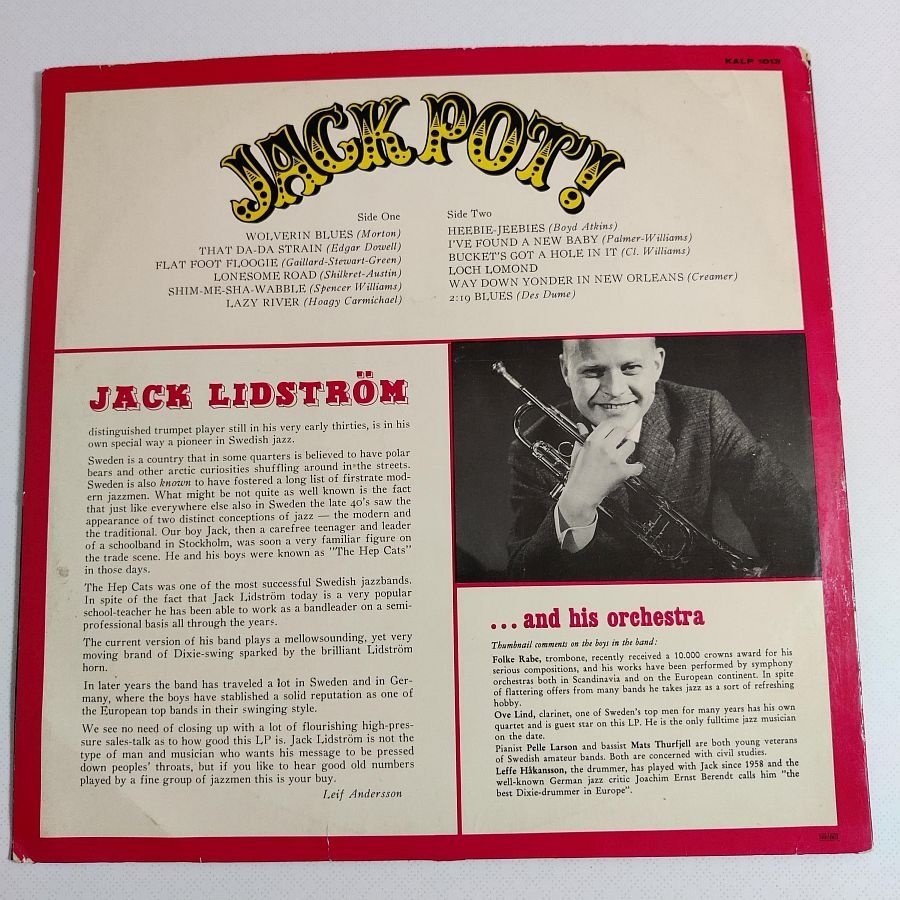 KALP 1013
JACK POT!
Side One
WOLVERIN BLUES (Morton)
THAT DA-DA STRAIN (Edgar Dowell)
FLAT FOOT FLOOGIE (Gaillard-Stewart-Green)
LONESOME ROAD (Shilkret-Austin)
SHIM-ME-SHA-WABBLE (Spencer Williams)
LAZY RIVER (Hoagy Carmichael)
Side Two
HEEBIE-JEEBIES (Boyd Atkins)
I'VE FOUND A NEW BABY (Palmer-Williams)
BUCKET'S GOT A HOLE IN IT (Cl. Williams)
LOCH LOMOND
WAY DOWN YONDER IN NEW ORLEANS (Creamer)
2:19 BLUES (Des Dume)
JACK LIDSTRÖM
distinguished trumpet player still in his very early thirties, is in his
own special way a pioneer in Swedish jazz.
Sweden is a country that in some quarters is believed to have polar
bears and other arctic curiosities shuffling around in the streets.
Sweden is also known to have fostered a long list of firstrate mod-
ern jazzmen. What might be not quite as well known is the fact
that just like everywhere else also in Sweden the late 40's saw the
appearance of two distinct conceptions of jazz — the modern and
the traditional. Our boy Jack, then a carefree teenager and leader
of a schoolband in Stockholm, was soon a very familiar figure on
the trade scene. He and his boys were known as "The Hep Cats"
in those days.
The Hep Cats was one of the most successful Swedish jazzbands.
In spite of the fact that Jack Lidström today is a very popular
school-teacher he has been able to work as a bandleader on a semi-
professional basis all through the years.
The current version of his band plays a mellowsounding, yet very
moving brand of Dixie-swing sparked by the brilliant Lidström
horn.
In later years the band has traveled a lot in Sweden and in Ger-
many, where the boys have stablished a solid reputation as one of
the European top bands in their swinging style.
We see no need of closing up with a lot of flourishing high-pres-
sure sales-talk as to how good this LP is. Jack Lidström is not the
type of man and musician who wants his message to be pressed
down peoples' throats, but if you like to hear good old numbers
played by a fine group of jazzmen this is your buy.
Leif Andersson
...and his orchestra
Thumbnail comments on the boys in the band:
Folke Rabe, trombone, recently received a 10.000 crowns award for his
serious compositions, and his works have been performed by symphony
orchestras both in Scandinavia and on the European continent. In spite
of flattering offers from many bands he takes jazz as a sort of refreshing
hobby.
Ove Lind, clarinet, one of Sweden's top men for many years has his own
quartet and is guest star on this LP. He is the only fulltime jazz musician
on the date.
Pianist Pelle Larson and bassist Mats Thurfjell are both young veterans
of Swedish amateur bands. Both are concerned with civil studies.
Leffe Håkansson, the drummer, has played with Jack since 1958 and the
well-known German jazz critic Joachim Ernst Berendt calls him "the
best Dixie-drummer in Europe".